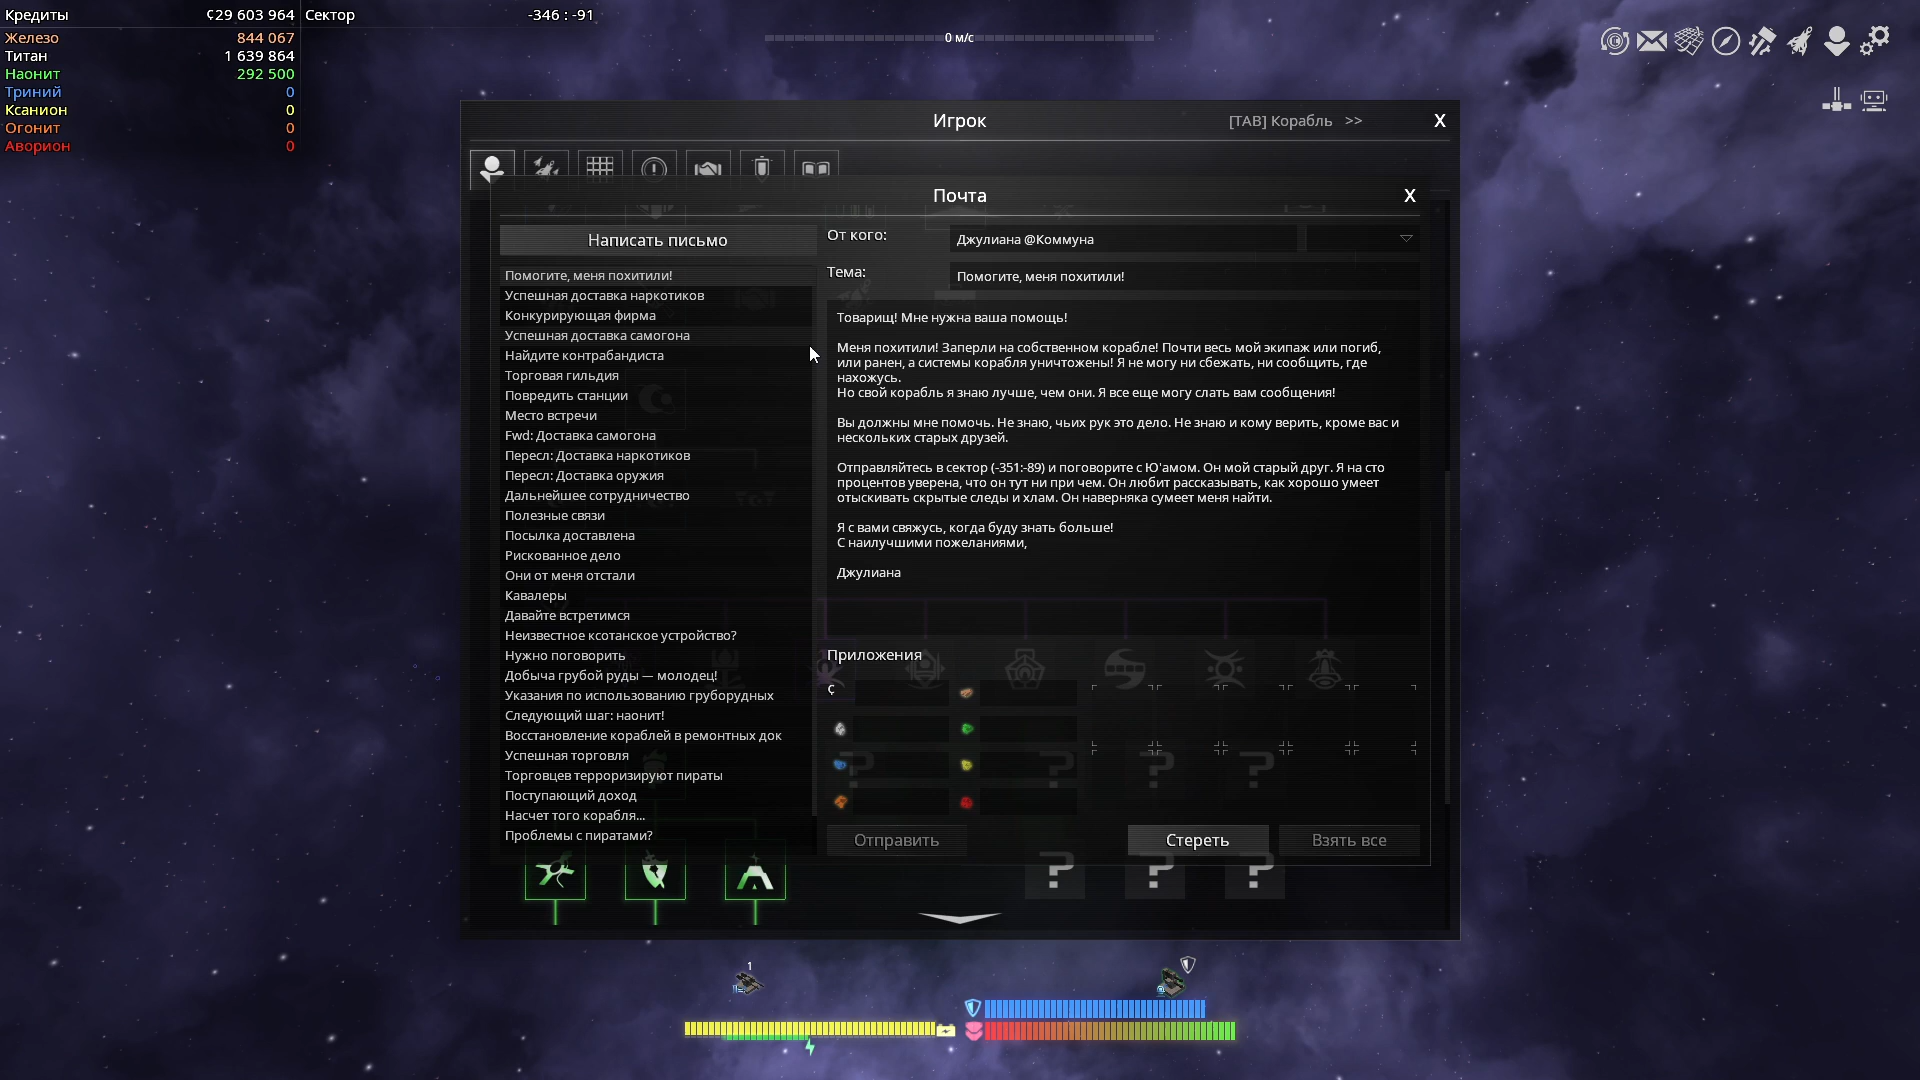 Кредиты ¢29 603 964 Сектор -346 : -91
Железо 844 067
Титан 1 639 864
Наонит 292 500
Триний 0
Ксанион 0
Огонит 0
Аворион 0
0 м/с
Игрок [TAB] Корабль >> X
Почта X
Написать письмо
Помогите, меня похитили!
Успешная доставка наркотиков
Конкурирующая фирма
Успешная доставка самогона
Найдите контрабандиста
Торговая гильдия
Повредить станции
Место встречи
Fwd: Доставка самогона
Пересл: Доставка наркотиков
Пересл: Доставка оружия
Дальнейшее сотрудничество
Полезные связи
Посылка доставлена
Рискованное дело
Они от меня отстали
Кавалеры
Давайте встретимся
Неизвестное ксотанское устройство?
Нужно поговорить
Добыча грубой руды — молодец!
Указания по использованию груборудных
Следующий шаг: наонит!
Восстановление кораблей в ремонтных док
Успешная торговля
Торговцев терроризируют пираты
Поступающий доход
Насчет того корабля...
Проблемы с пиратами?
От кого: Джулиана @Коммуна
Тема: Помогите, меня похитили!
Товарищ! Мне нужна ваша помощь!
Меня похитили! Заперли на собственном корабле! Почти весь мой экипаж или погиб,
или ранен, а системы корабля уничтожены! Я не могу ни сбежать, ни сообщить, где
нахожусь.
Но свой корабль я знаю лучше, чем они. Я все еще могу слать вам сообщения!
Вы должны мне помочь. Не знаю, чьих рук это дело. Не знаю и кому верить, кроме вас и
нескольких старых друзей.
Отправляйтесь в сектор (-351:-89) и поговорите с Ю'амом. Он мой старый друг. Я на сто
процентов уверена, что он тут ни при чем. Он любит рассказывать, как хорошо умеет
отыскивать скрытые следы и хлам. Он наверняка сумеет меня найти.
Я с вами свяжусь, когда буду знать больше!
С наилучшими пожеланиями,
Джулиана
Приложения
¢
? ? ? ?
Отправить Стереть Взять все
? ? ?
1